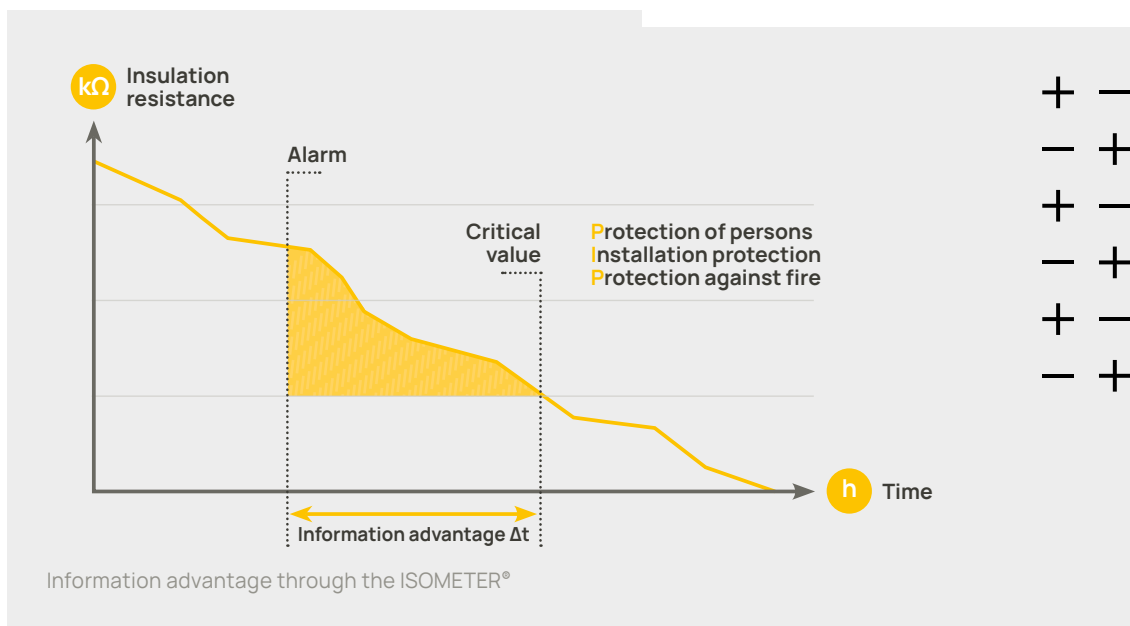 kΩ
Insulation
resistance
Alarm
Critical
value
Protection of persons
Installation protection
Protection against fire
h
Time
Information advantage Δt
Information advantage through the ISOMETER®
+ −
− +
+ −
− +
+ −
− +